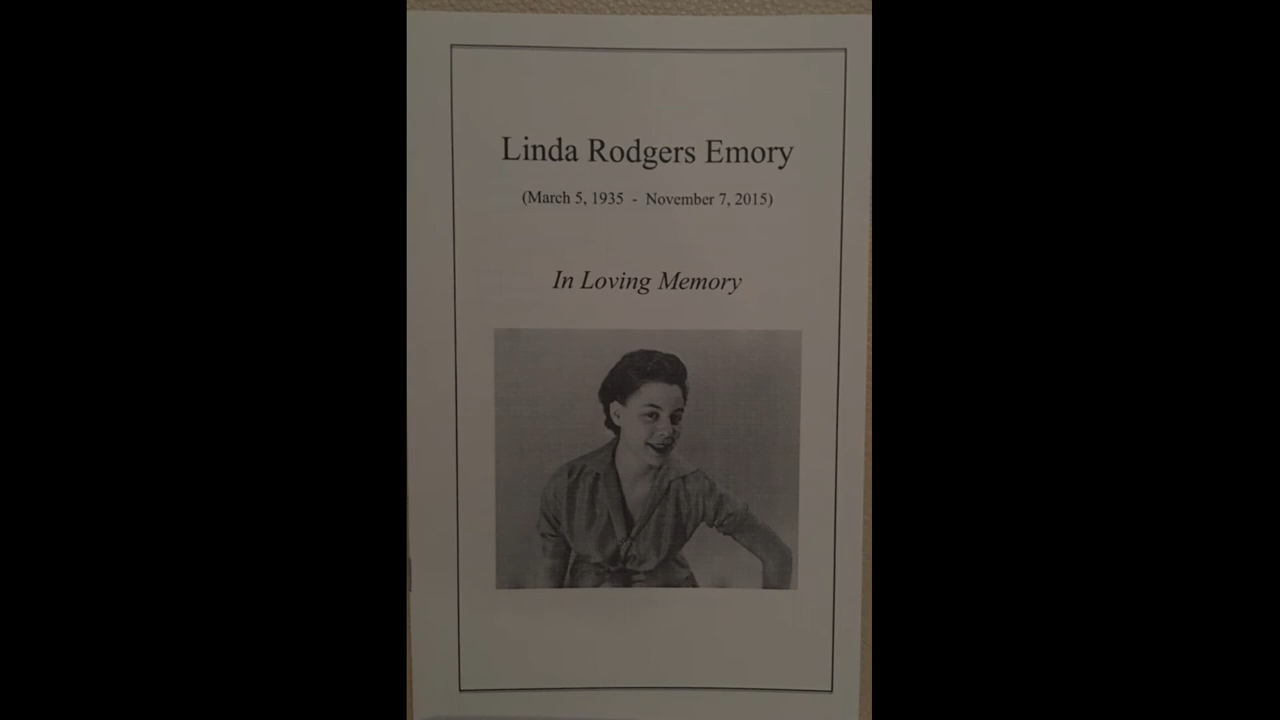 Linda Rodgers Emory
(March 5, 1935 - November 7, 2015)
In Loving Memory